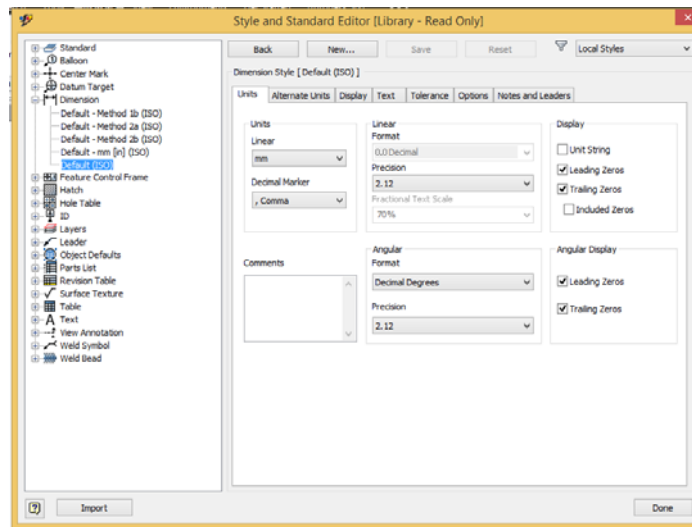 Style and Standard Editor [Library - Read Only]
Standard
Balloon
Center Mark
Datum Target
Dimension
Default - Method 1b (ISO)
Default - Method 2a (ISO)
Default - Method 2b (ISO)
Default - mm [in] (ISO)
Default (ISO)
Feature Control Frame
Hatch
Hole Table
ID
Layers
Leader
Object Defaults
Parts List
Revision Table
Surface Texture
Table
Text
View Annotation
Weld Symbol
Weld Bead
Back New... Save Reset Local Styles
Dimension Style [ Default (ISO) ]
Units Alternate Units Display Text Tolerance Options Notes and Leaders
Units
Linear
mm
Decimal Marker
, Comma
Linear
Format
0.0 Decimal
Precision
2.12
Fractional Text Scale
70%
Display
Unit String
Leading Zeros
Trailing Zeros
Included Zeros
Comments
Angular
Format
Decimal Degrees
Precision
2.12
Angular Display
Leading Zeros
Trailing Zeros
Import Done